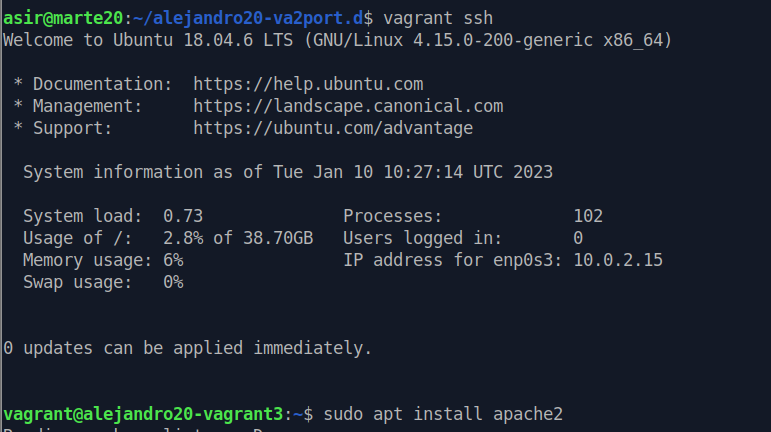 asir@marte20:~/alejandro20-va2port.d$ vagrant ssh
Welcome to Ubuntu 18.04.6 LTS (GNU/Linux 4.15.0-200-generic x86_64)
* Documentation: https://help.ubuntu.com
* Management: https://landscape.canonical.com
* Support: https://ubuntu.com/advantage
System information as of Tue Jan 10 10:27:14 UTC 2023
System load: 0.73 Processes: 102
Usage of /: 2.8% of 38.70GB Users logged in: 0
Memory usage: 6% IP address for enp0s3: 10.0.2.15
Swap usage: 0%
0 updates can be applied immediately.
vagrant@alejandro20-vagrant3:~$ sudo apt install apache2